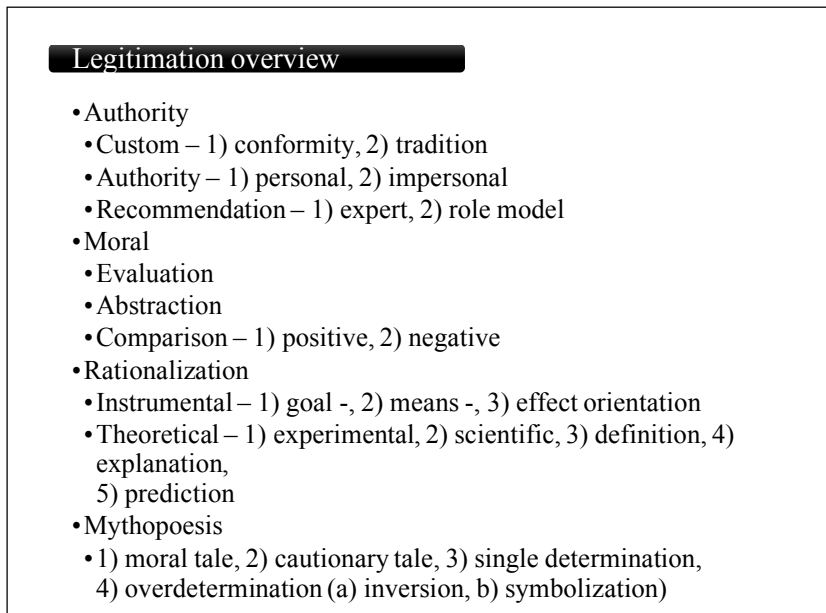 Legitimation overview
•Authority
•Custom – 1) conformity, 2) tradition
•Authority – 1) personal, 2) impersonal
•Recommendation – 1) expert, 2) role model
•Moral
•Evaluation
•Abstraction
•Comparison – 1) positive, 2) negative
•Rationalization
•Instrumental – 1) goal -, 2) means -, 3) effect orientation
•Theoretical – 1) experimental, 2) scientific, 3) definition, 4)
explanation,
5) prediction
•Mythopoesis
•1) moral tale, 2) cautionary tale, 3) single determination,
4) overdetermination (a) inversion, b) symbolization)